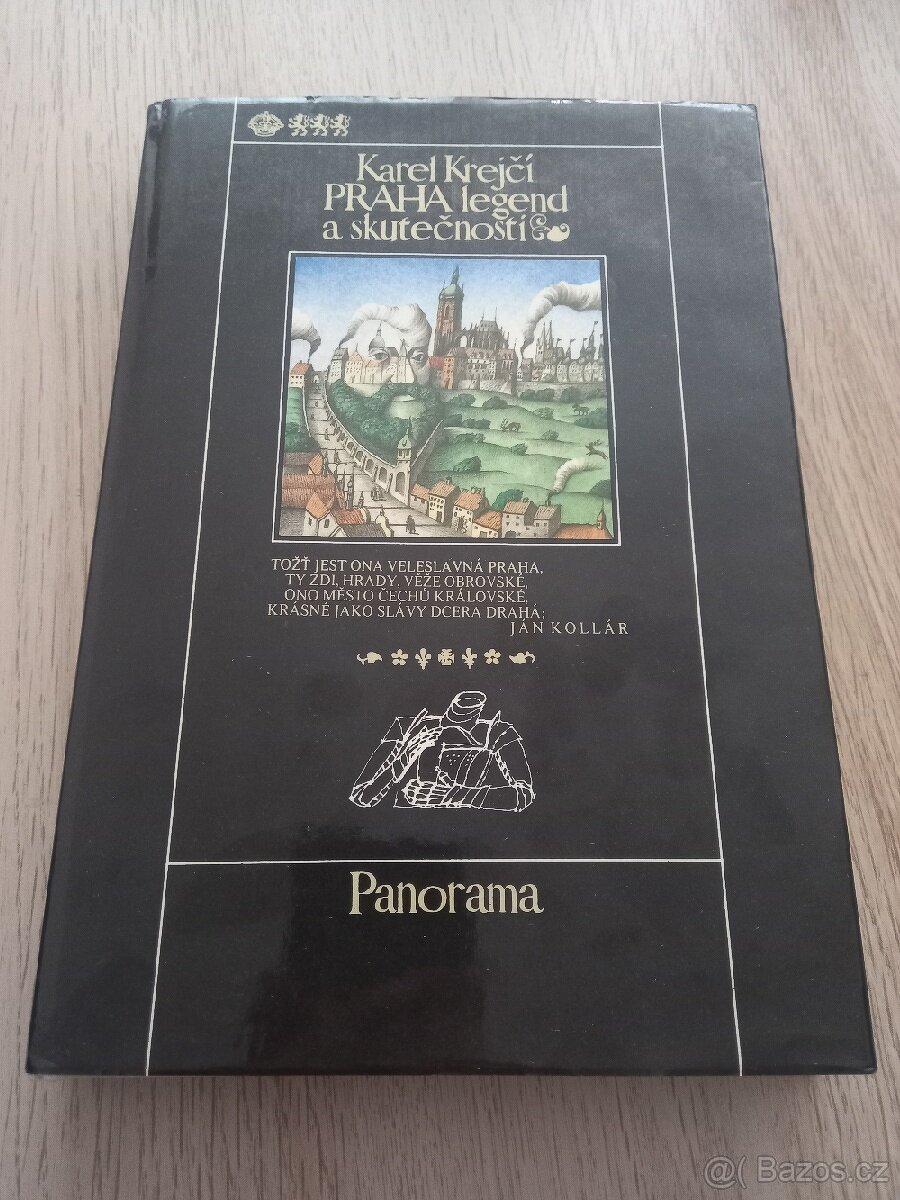 Karel Krejčí
PRAHA legend
a skutečností
TOŽŤ JEST ONA VELESLAVNÁ PRAHA,
TY ZDI, HRADY, VĚŽE OBROVSKÉ,
ONO MĚSTO ČECHŮ KRÁLOVSKÉ,
KRÁSNÉ JAKO SLÁVY DCERA DRAHÁ;
JÁN KOLLÁR
Panorama
@( Bazos.cz